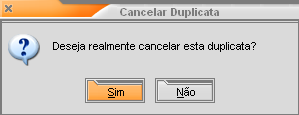 Cancelar Duplicata
Deseja realmente cancelar esta duplicata?
Sim
Não